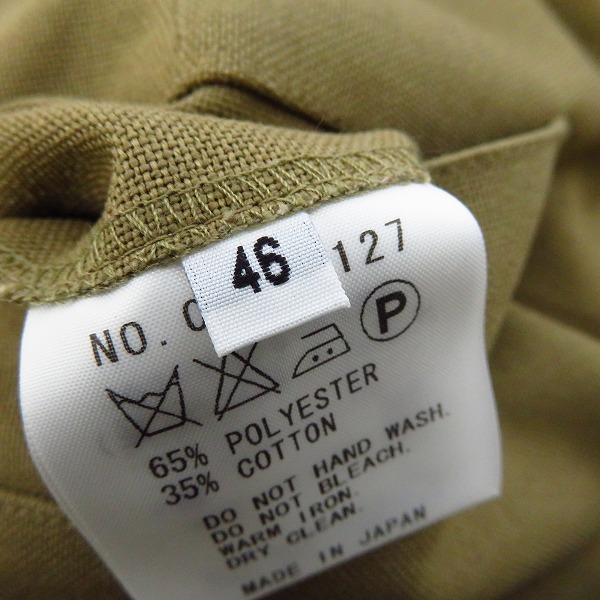 46
NO. 127
P
65% POLYESTER
35% COTTON
DO NOT HAND WASH.
DO NOT BLEACH.
WARM IRON.
DRY CLEAN.
MADE IN JAPAN